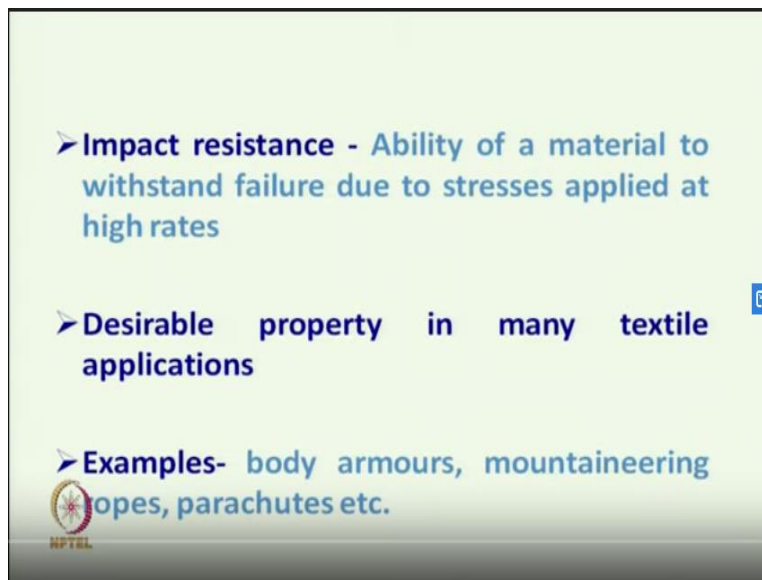 ➢Impact resistance - Ability of a material to
withstand failure due to stresses applied at
high rates
➢Desirable property in many textile
applications
➢Examples- body armours, mountaineering
ropes, parachutes etc.
NPTEL